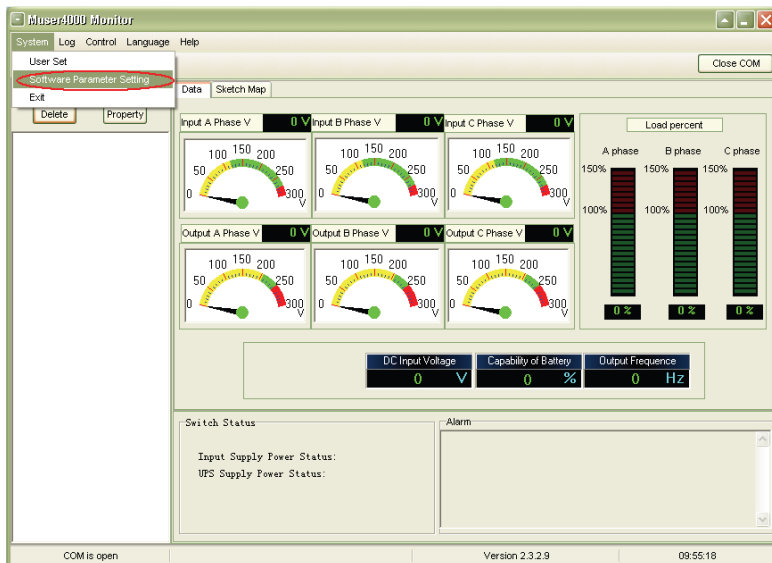 Muser4000 Monitor
System Log Control Language Help
User Set
Software Parameter Setting
Exit
Close COM
Delete Property
Data Sketch Map
Input A Phase V 0 V Input B Phase V 0 V Input C Phase V 0 V
0 50 100 150 200 250 300 V
0 50 100 150 200 250 300 V
0 50 100 150 200 250 300 V
Output A Phase V 0 V Output B Phase V 0 V Output C Phase V 0 V
0 50 100 150 200 250 300 V
0 50 100 150 200 250 300 V
0 50 100 150 200 250 300 V
Load percent
A phase B phase C phase
150% 150% 150%
100% 100% 100%
0 % 0 % 0 %
DC Input Voltage Capability of Battery Output Frequence
0 V 0 % 0 Hz
Switch Status
Input Supply Power Status:
UPS Supply Power Status:
Alarm
COM is open Version 2.3.2.9 09:55:18